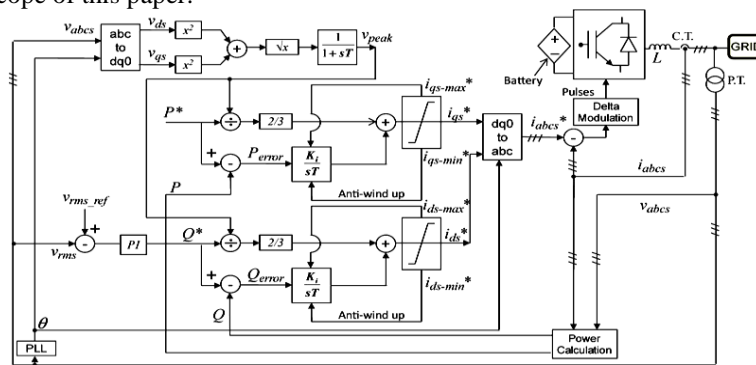 scope of this paper.
v_abcs
abc
to
dq0
v_ds
x²
v_qs
x²
+
√x
1
1+sT
v_peak
Battery
L
C.T.
GRID
P.T.
Pulses
Delta
Modulation
P*
÷
2/3
+
i_qs-max*
i_qs*
i_qs-min*
+
-
P_error
K_i
sT
Anti-wind up
P
dq0
to
abc
i_abcs*
-
i_abcs
v_abcs
v_rms_ref
+
-
v_rms
PI
Q*
÷
2/3
+
i_ds-max*
i_ds*
i_ds-min*
+
-
Q_error
K_i
sT
Anti-wind up
Q
θ
PLL
Power
Calculation